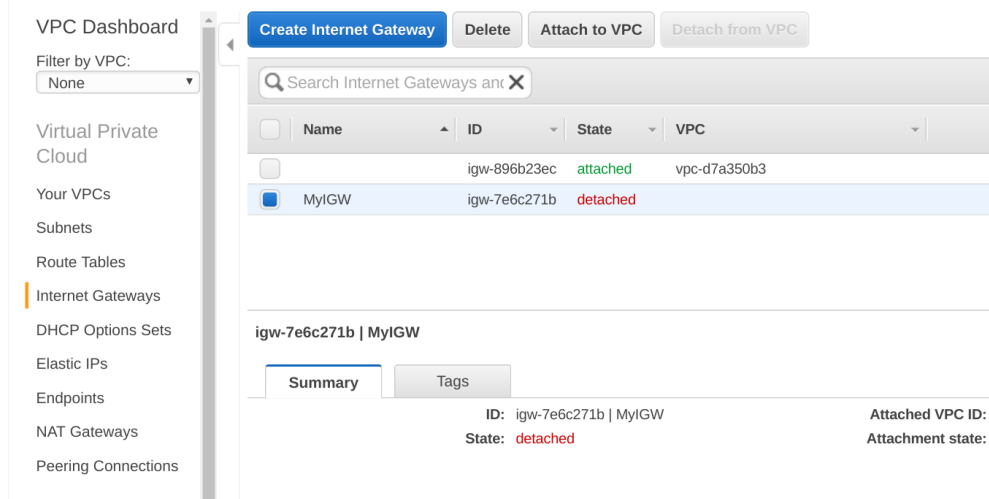 VPC Dashboard
Filter by VPC:
None
Virtual Private
Cloud
Your VPCs
Subnets
Route Tables
Internet Gateways
DHCP Options Sets
Elastic IPs
Endpoints
NAT Gateways
Peering Connections
Create Internet Gateway Delete Attach to VPC Detach from VPC
Search Internet Gateways and
Name ID State VPC
igw-896b23ec attached vpc-d7a350b3
MyIGW igw-7e6c271b detached
igw-7e6c271b | MyIGW
Summary Tags
ID: igw-7e6c271b | MyIGW Attached VPC ID:
State: detached Attachment state: